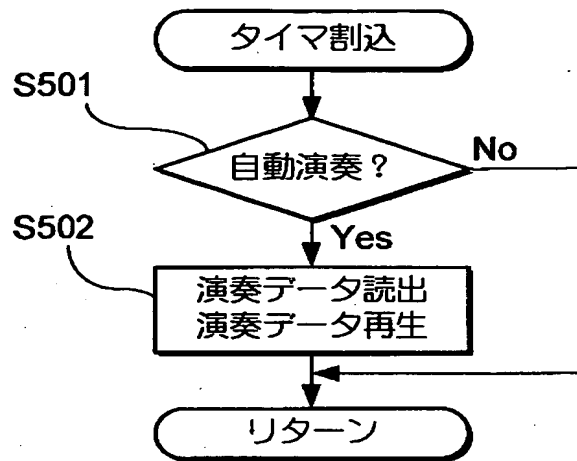 タイマ割込
S501
自動演奏?
No
Yes
S502
演奏データ読出
演奏データ再生
リターン